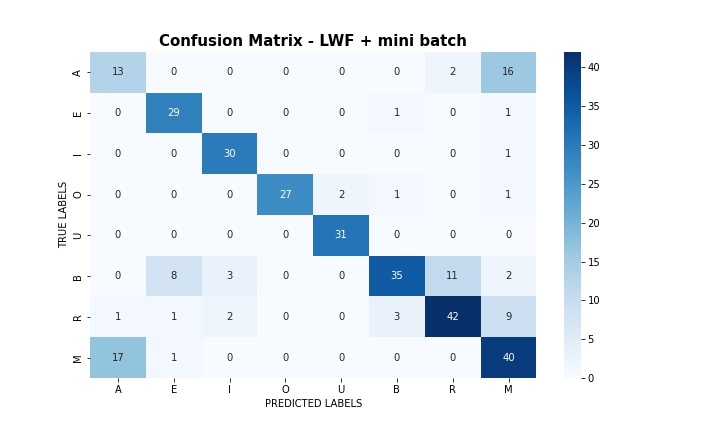 Confusion Matrix - LWF + mini batch
TRUE LABELS
A 13 0 0 0 0 0 2 16
E 0 29 0 0 0 1 0 1
I 0 0 30 0 0 0 0 1
O 0 0 0 27 2 1 0 1
U 0 0 0 0 31 0 0 0
B 0 8 3 0 0 35 11 2
R 1 1 2 0 0 3 42 9
M 17 1 0 0 0 0 0 40
A E I O U B R M
PREDICTED LABELS
40
35
30
25
20
15
10
5
0